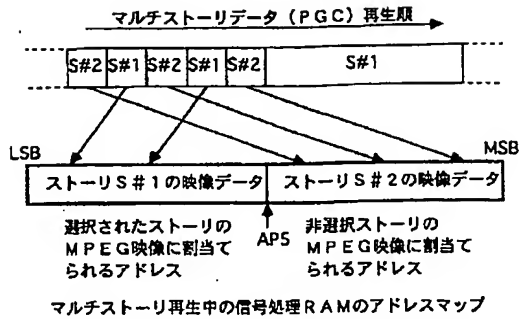 マルチストーリデータ(PGC)再生順
S#2 S#1 S#2 S#1 S#2 S#1
LSB MSB
ストーリS#1の映像データ ストーリS#2の映像データ
選択されたストーリの
MPEG映像に割当て
られるアドレス
APS
非選択ストーリの
MPEG映像に割当て
られるアドレス
マルチストーリ再生中の信号処理RAMのアドレスマップ